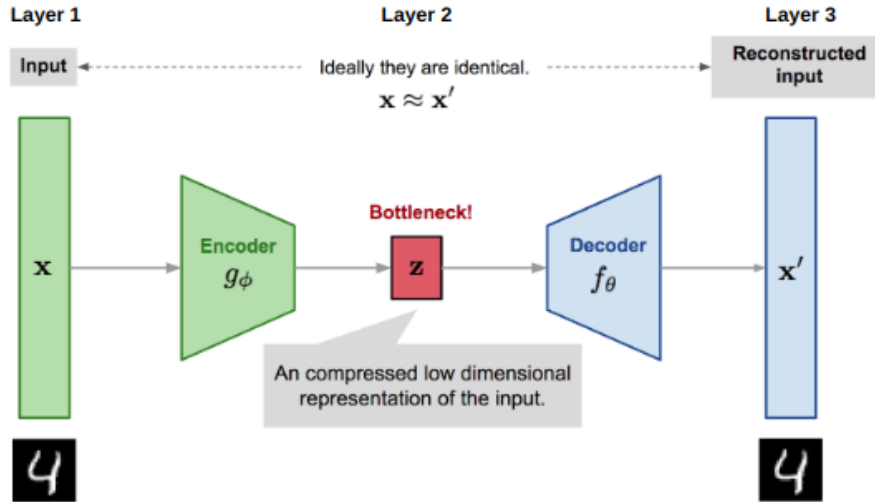 Layer 1
Layer 2
Layer 3
Input
Ideally they are identical.
x ≈ x′
Reconstructed
input
Bottleneck!
x
Encoder
gϕ
z
Decoder
fθ
x′
An compressed low dimensional
representation of the input.
4
4